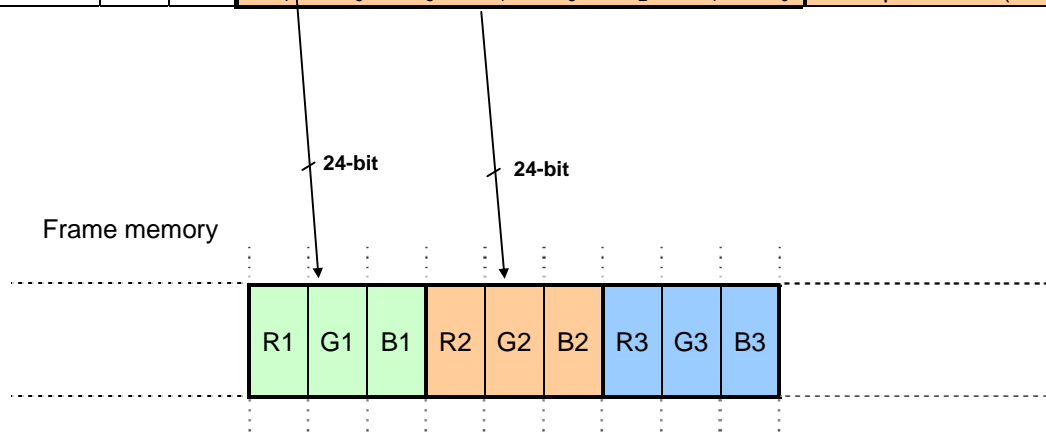 24-bit 24-bit
Frame memory
R1 G1 B1 R2 G2 B2 R3 G3 B3